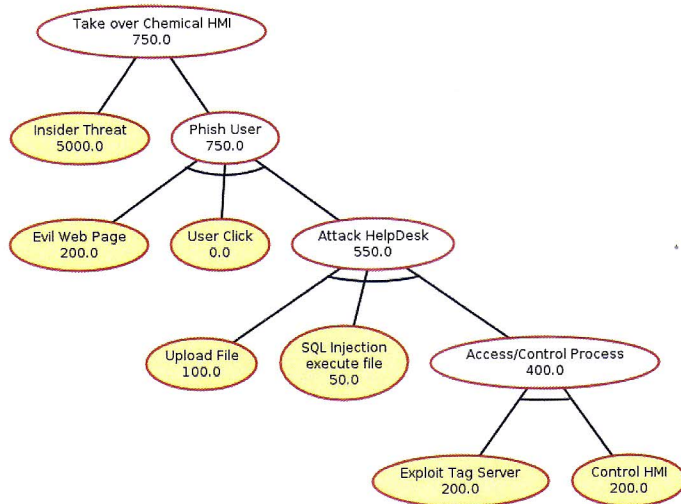 Take over Chemical HMI
750.0
Insider Threat
5000.0
Phish User
750.0
Evil Web Page
200.0
User Click
0.0
Attack HelpDesk
550.0
Upload File
100.0
SQL Injection
execute file
50.0
Access/Control Process
400.0
Exploit Tag Server
200.0
Control HMI
200.0